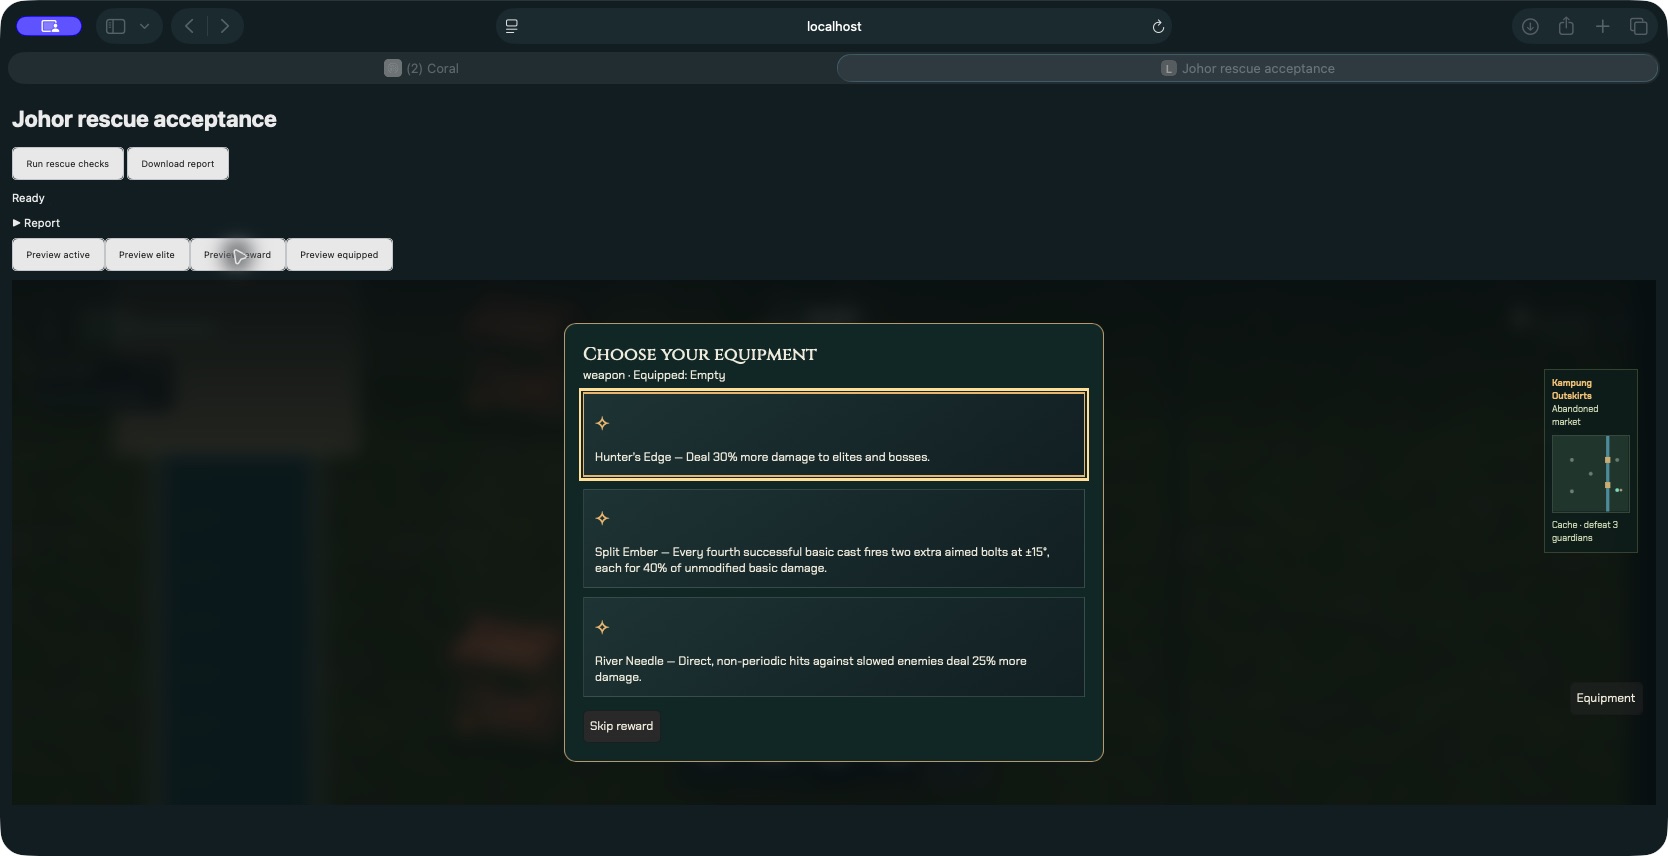 localhost
(2) Coral
L Johor rescue acceptance
Johor rescue acceptance
Run rescue checks
Download report
Ready
Report
Preview active
Preview elite
Preview reward
Preview equipped
Choose your equipment
weapon · Equipped: Empty
Hunter's Edge — Deal 30% more damage to elites and bosses.
Split Ember — Every fourth successful basic cast fires two extra aimed bolts at ±15°,
each for 40% of unmodified basic damage.
River Needle — Direct, non-periodic hits against slowed enemies deal 25% more
damage.
Skip reward
Kampung
Outskirts
Abandoned
market
Cache · defeat 3
guardians
Equipment